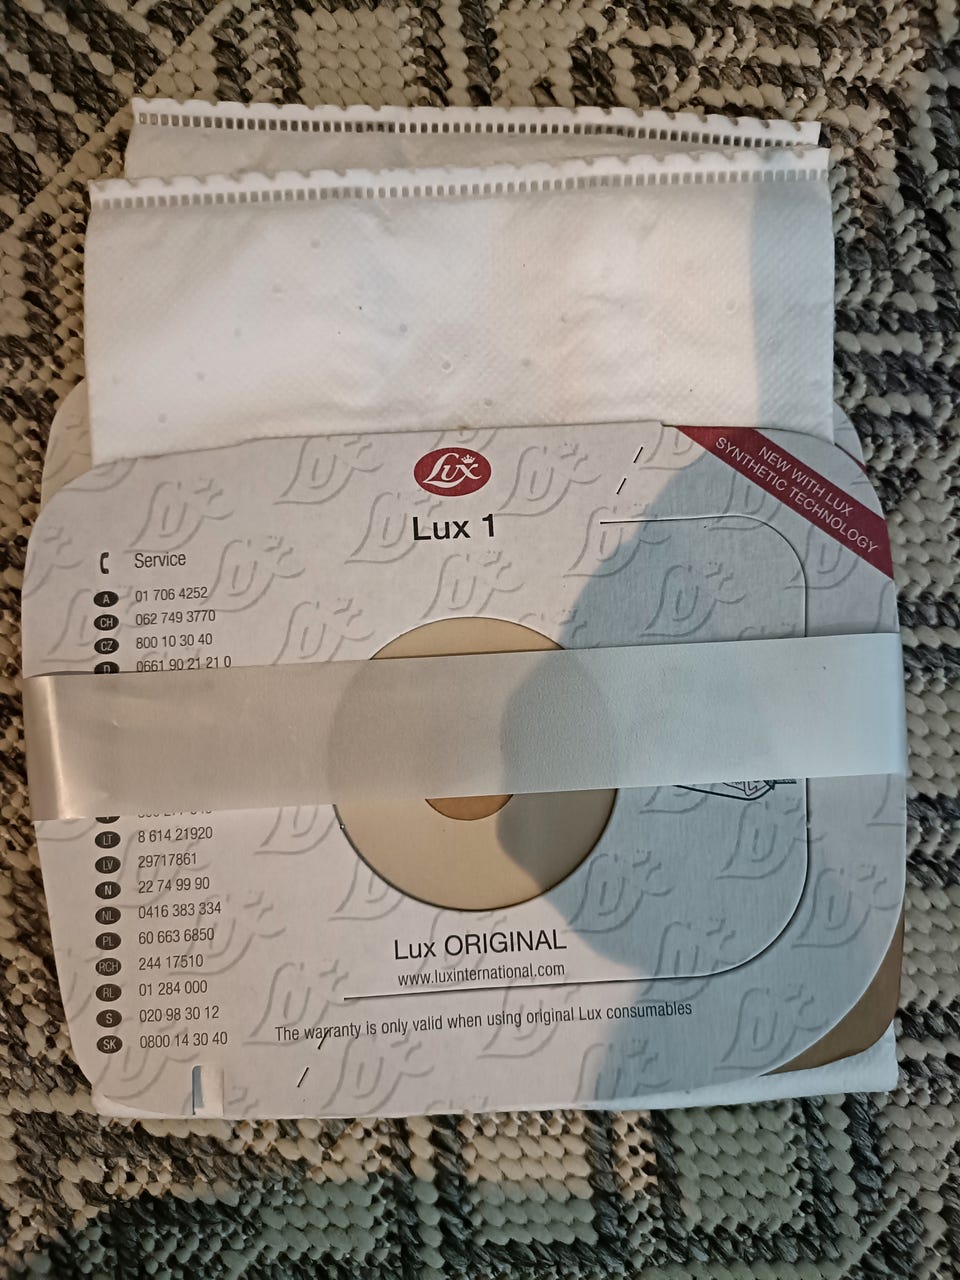 Lux
Lux 1
NEW WITH LUX
SYNTHETIC TECHNOLOGY
Service
A 01 706 4252
CH 062 749 3770
CZ 800 10 30 40
D 0661 90 21 21 0
LT 8 614 21920
LV 29717861
N 22 74 99 90
NL 0416 383 334
PL 60 663 6850
RCH 244 17510
RL 01 284 000
S 020 98 30 12
SK 0800 14 30 40
Lux ORIGINAL
www.luxinternational.com
The warranty is only valid when using original Lux consumables